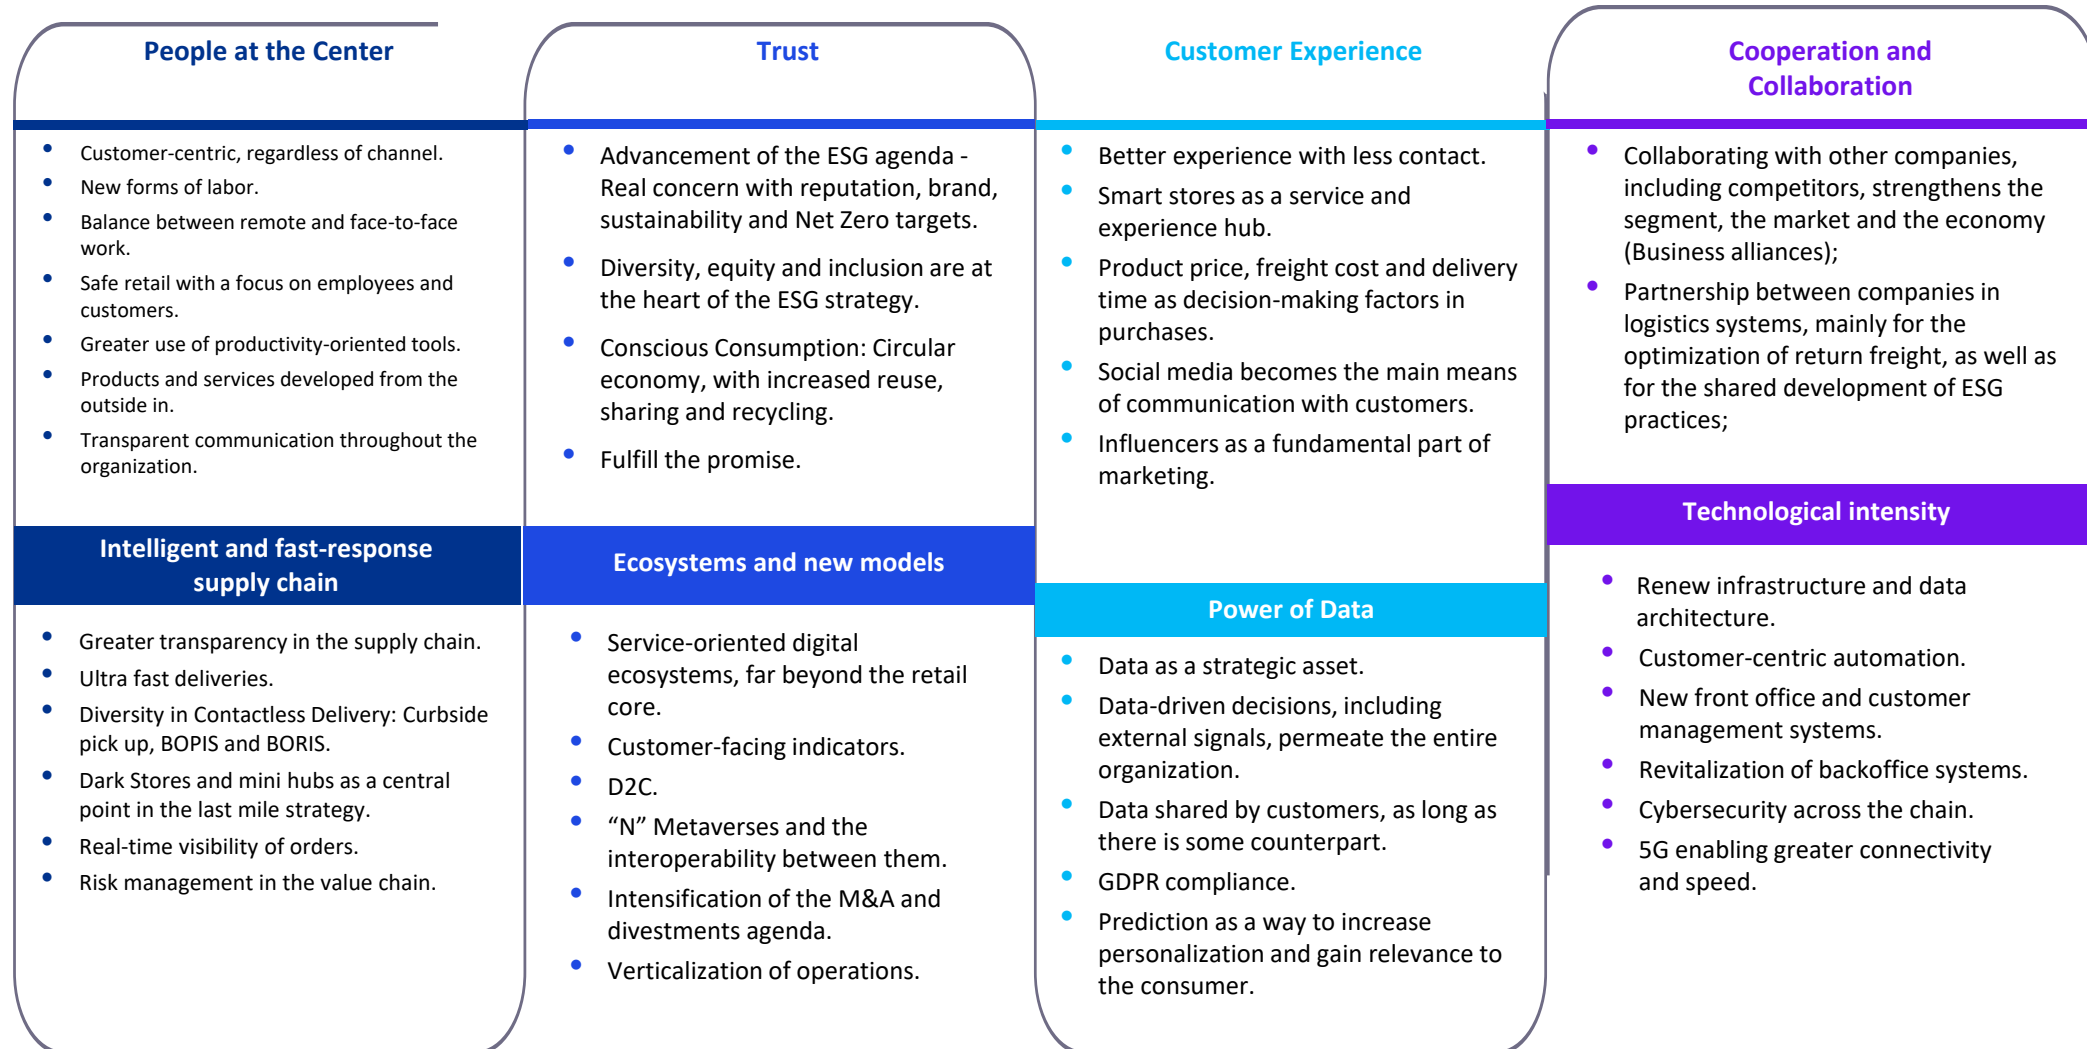 People at the Center
Customer-centric, regardless of channel.
New forms of labor.
Balance between remote and face-to-face
work.
Safe retail with a focus on employees and
customers.
Greater use of productivity-oriented tools.
Products and services developed from the
outside in.
Transparent communication throughout the
organization.
Intelligent and fast-response
supply chain
Greater transparency in the supply chain.
Ultra fast deliveries.
Diversity in Contactless Delivery: Curbside
pick up, BOPIS and BORIS.
Dark Stores and mini hubs as a central
point in the last mile strategy.
Real-time visibility of orders.
Risk management in the value chain.
Trust
Advancement of the ESG agenda -
Real concern with reputation, brand,
sustainability and Net Zero targets.
Diversity, equity and inclusion are at
the heart of the ESG strategy.
Conscious Consumption: Circular
economy, with increased reuse,
sharing and recycling.
Fulfill the promise.
Ecosystems and new models
Service-oriented digital
ecosystems, far beyond the retail
core.
Customer-facing indicators.
D2C.
“N” Metaverses and the
interoperability between them.
Intensification of the M&A and
divestments agenda.
Verticalization of operations.
Customer Experience
Better experience with less contact.
Smart stores as a service and
experience hub.
Product price, freight cost and delivery
time as decision-making factors in
purchases.
Social media becomes the main means
of communication with customers.
Influencers as a fundamental part of
marketing.
Power of Data
Data as a strategic asset.
Data-driven decisions, including
external signals, permeate the entire
organization.
Data shared by customers, as long as
there is some counterpart.
GDPR compliance.
Prediction as a way to increase
personalization and gain relevance to
the consumer.
Cooperation and
Collaboration
Collaborating with other companies,
including competitors, strengthens the
segment, the market and the economy
(Business alliances);
Partnership between companies in
logistics systems, mainly for the
optimization of return freight, as well as
for the shared development of ESG
practices;
Technological intensity
Renew infrastructure and data
architecture.
Customer-centric automation.
New front office and customer
management systems.
Revitalization of backoffice systems.
Cybersecurity across the chain.
5G enabling greater connectivity
and speed.